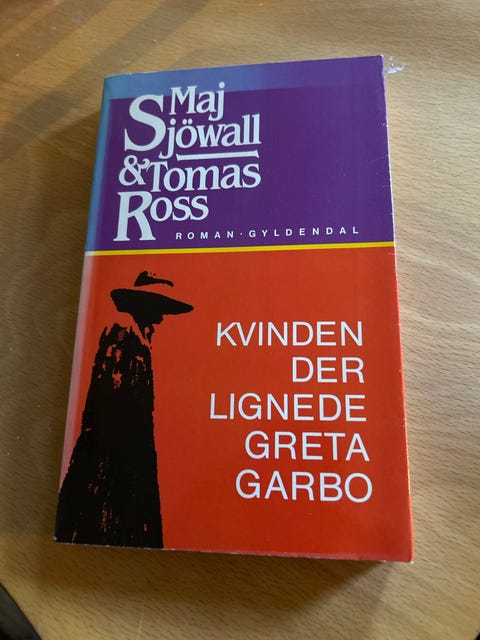 Maj
Sjöwall
& Tomas
Ross
ROMAN · GYLDENDAL
KVINDEN
DER
LIGNEDE
GRETA
GARBO